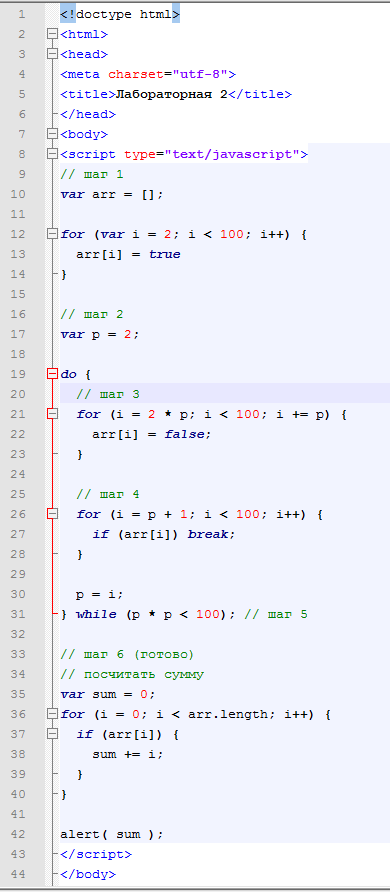 1 <!doctype html>
2 <html>
3 <head>
4 <meta charset="utf-8">
5 <title>Лабораторная 2</title>
6 </head>
7 <body>
8 <script type="text/javascript">
9 // шаг 1
10 var arr = [];
11
12 for (var i = 2; i < 100; i++) {
13   arr[i] = true
14 }
15
16 // шаг 2
17 var p = 2;
18
19 do {
20   // шаг 3
21   for (i = 2 * p; i < 100; i += p) {
22     arr[i] = false;
23   }
24
25   // шаг 4
26   for (i = p + 1; i < 100; i++) {
27     if (arr[i]) break;
28   }
29
30   p = i;
31 } while (p * p < 100); // шаг 5
32
33 // шаг 6 (готово)
34 // посчитать сумму
35 var sum = 0;
36 for (i = 0; i < arr.length; i++) {
37   if (arr[i]) {
38     sum += i;
39   }
40 }
41
42 alert( sum );
43 </script>
44 </body>